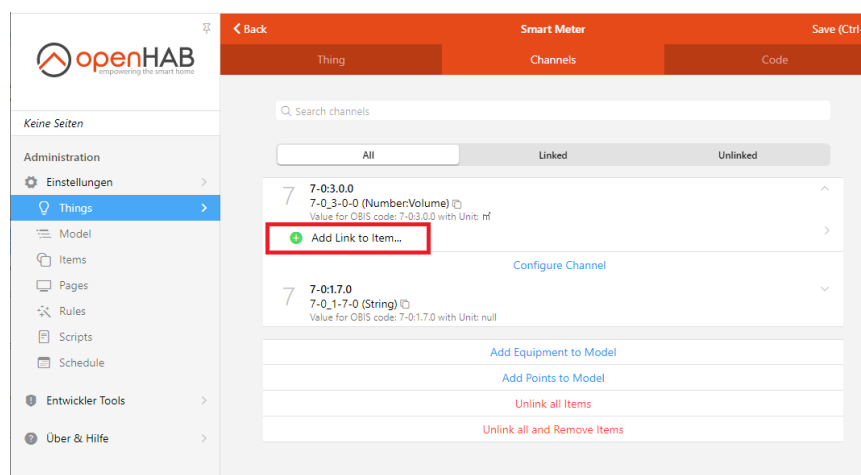 openHAB
empowering the smart home
Keine Seiten
Administration
Einstellungen
Things
Model
Items
Pages
Rules
Scripts
Schedule
Entwickler Tools
Über & Hilfe
Back
Smart Meter
Save (Ctrl-
Thing
Channels
Code
Search channels
All
Linked
Unlinked
7
7-0:3.0.0
7-0_3-0-0 (Number:Volume)
Value for OBIS code: 7-0:3.0.0 with Unit: ㎥
Add Link to Item...
Configure Channel
7
7-0:1.7.0
7-0_1-7-0 (String)
Value for OBIS code: 7-0:1.7.0 with Unit: null
Add Equipment to Model
Add Points to Model
Unlink all Items
Unlink all and Remove Items